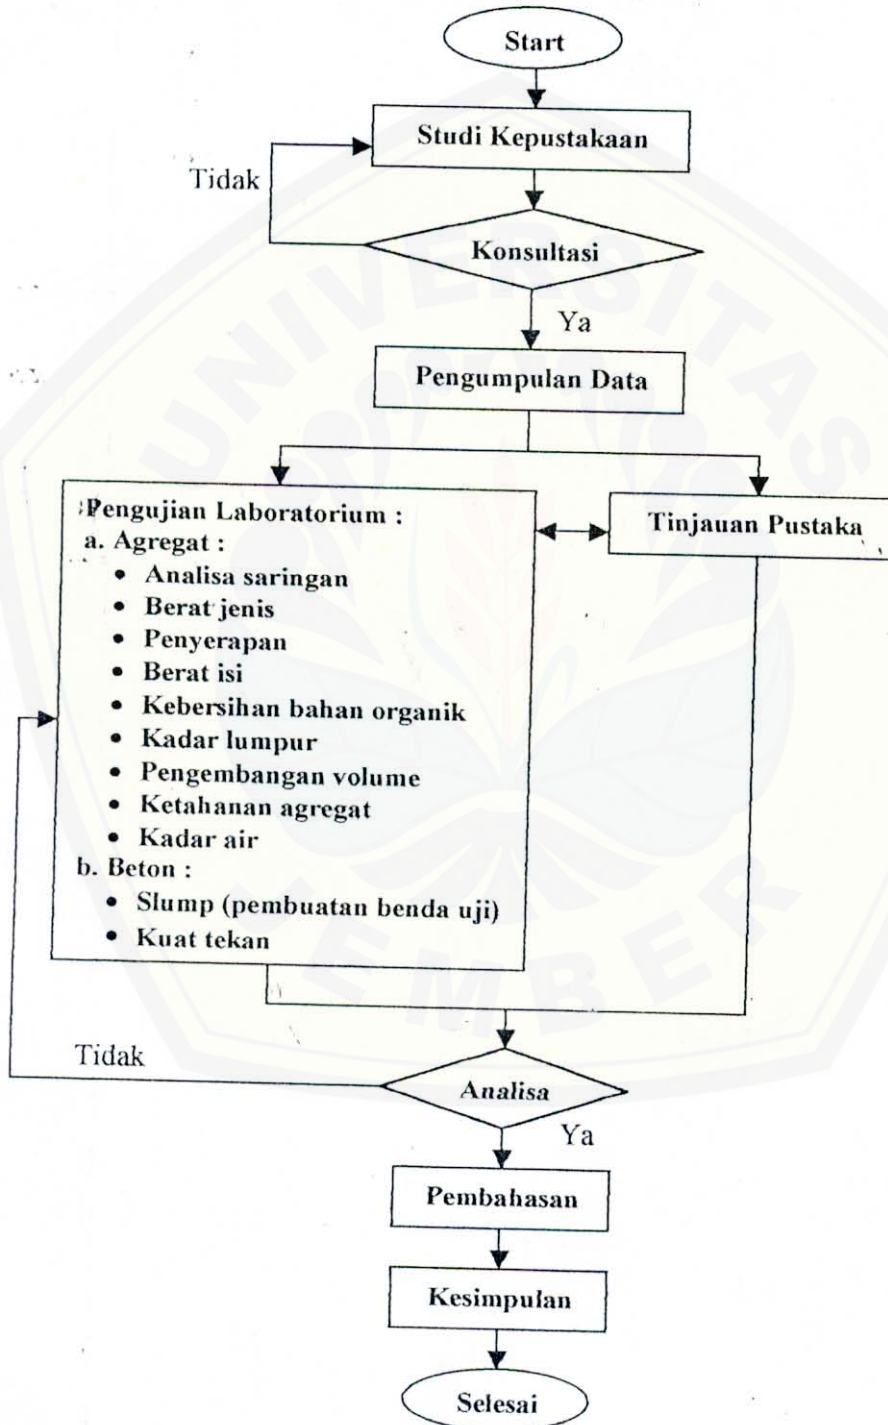 Start
Studi Kepustakaan
Tidak
Konsultasi
Ya
Pengumpulan Data
Pengujian Laboratorium :
a. Agregat :
• Analisa saringan
• Berat jenis
• Penyerapan
• Berat isi
• Kebersihan bahan organik
• Kadar lumpur
• Pengembangan volume
• Ketahanan agregat
• Kadar air
b. Beton :
• Slump (pembuatan benda uji)
• Kuat tekan
Tinjauan Pustaka
Tidak
Analisa
Ya
Pembahasan
Kesimpulan
Selesai
UNIVERSITAS
JEMBER